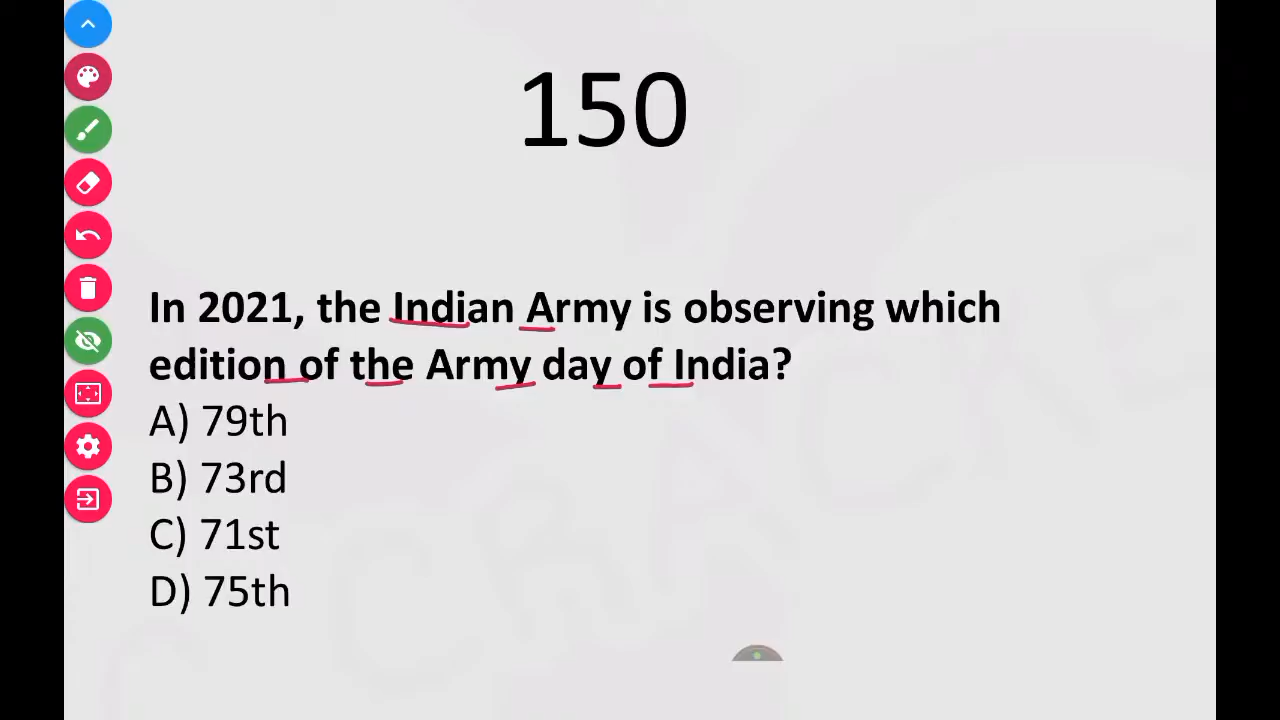 150
In 2021, the Indian Army is observing which
edition of the Army day of India?
A) 79th
B) 73rd
C) 71st
D) 75th